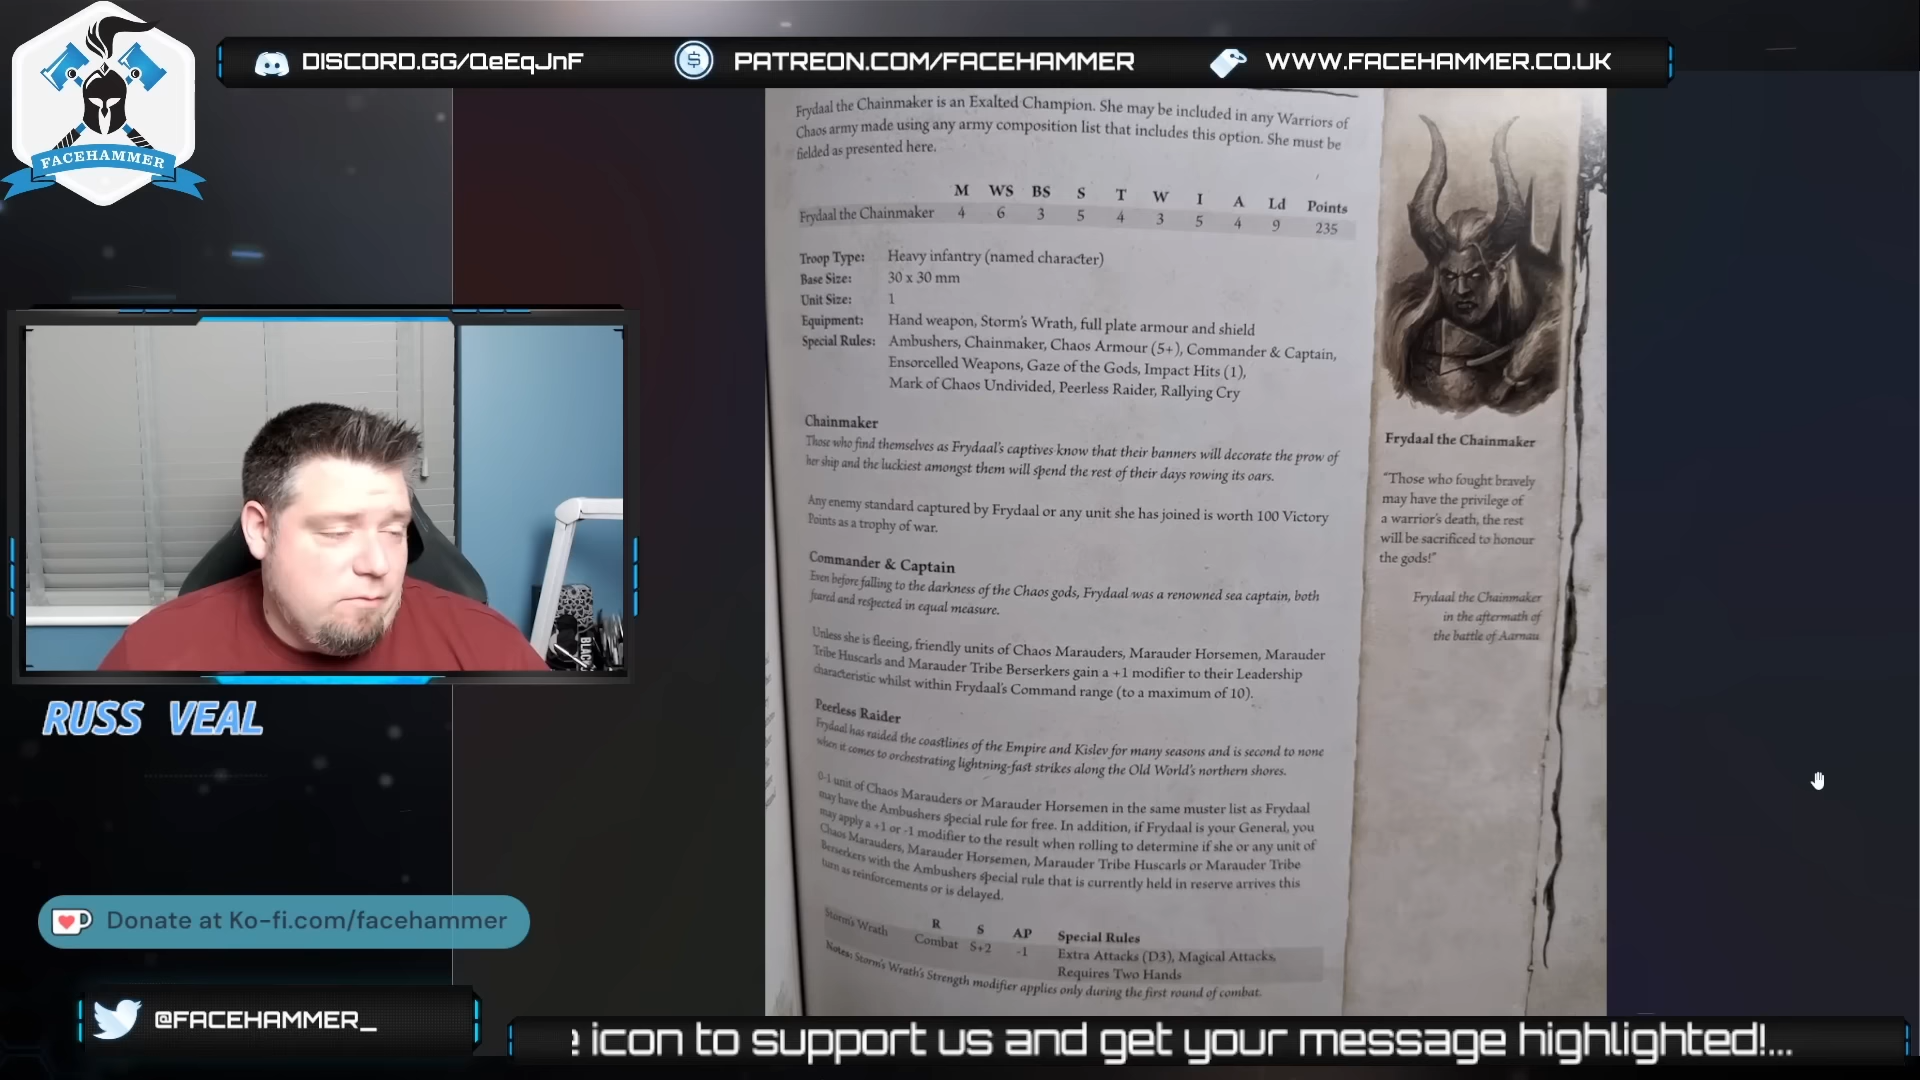 DISCORD.GG/QeEqJnF
PATREON.COM/FACEHAMMER
WWW.FACEHAMMER.CO.UK
FACEHAMMER
Frydaal the Chainmaker is an Exalted Champion. She may be included in any Warriors of
Chaos army made using any army composition list that includes this option. She must be
fielded as presented here.
M WS BS S T W I A Ld Points
Frydaal the Chainmaker 4 6 3 5 4 3 5 4 9 235
Troop Type: Heavy infantry (named character)
Base Size: 30 x 30 mm
Unit Size: 1
Equipment: Hand weapon, Storm's Wrath, full plate armour and shield
Special Rules: Ambushers, Chainmaker, Chaos Armour (5+), Commander & Captain,
Ensorcelled Weapons, Gaze of the Gods, Impact Hits (1),
Mark of Chaos Undivided, Peerless Raider, Rallying Cry
Chainmaker
Those who find themselves as Frydaal's captives know that their banners will decorate the prow of
her ship and the luckiest amongst them will spend the rest of their days rowing its oars.
Any enemy standard captured by Frydaal or any unit she has joined is worth 100 Victory
Points as a trophy of war.
Commander & Captain
Even before falling to the darkness of the Chaos gods, Frydaal was a renowned sea captain, both
feared and respected in equal measure.
Unless she is fleeing, friendly units of Chaos Marauders, Marauder Horsemen, Marauder
Tribe Huscarls and Marauder Tribe Berserkers gain a +1 modifier to their Leadership
characteristic whilst within Frydaal's Command range (to a maximum of 10).
Peerless Raider
Frydaal has raided the coastlines of the Empire and Kislev for many seasons and is second to none
when it comes to orchestrating lightning-fast strikes along the Old World's northern shores.
0-1 unit of Chaos Marauders or Marauder Horsemen in the same muster list as Frydaal
may have the Ambushers special rule for free. In addition, if Frydaal is your General, you
may apply a +1 or -1 modifier to the result when rolling to determine if she or any unit of
Chaos Marauders, Marauder Horsemen, Marauder Tribe Huscarls or Marauder Tribe
Berserkers with the Ambushers special rule that is currently held in reserve arrives this
turn as reinforcements or is delayed.
R S AP Special Rules
Storm's Wrath Combat S+2 -1 Extra Attacks (D3), Magical Attacks,
Requires Two Hands
Notes: Storm's Wrath's Strength modifier applies only during the first round of combat.
Frydaal the Chainmaker
"Those who fought bravely
may have the privilege of
a warrior's death, the rest
will be sacrificed to honour
the gods!"
Frydaal the Chainmaker
in the aftermath of
the battle of Aarnau
BLACK
RUSS VEAL
Donate at Ko-fi.com/facehammer
@FACEHAMMER_
icon to support us and get your message highlighted!...